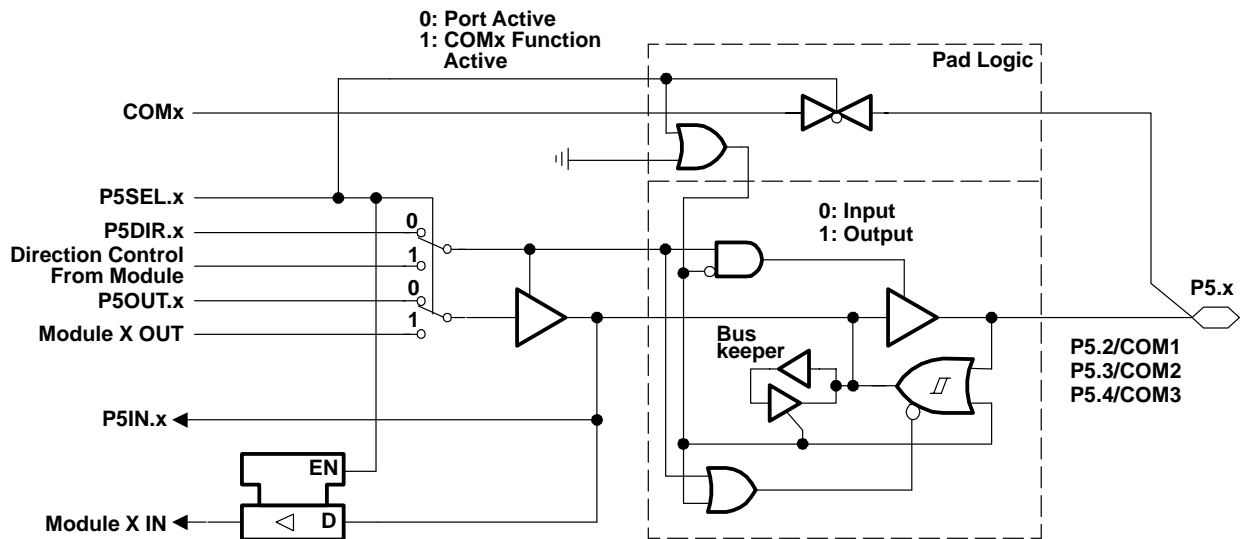 0: Port Active
1: COMx Function
Active
Pad Logic
COMx
P5SEL.x
P5DIR.x
0
Direction Control
From Module
1
P5OUT.x
0
Module X OUT
1
0: Input
1: Output
Bus
keeper
P5.x
P5.2/COM1
P5.3/COM2
P5.4/COM3
P5IN.x
EN
D
Module X IN